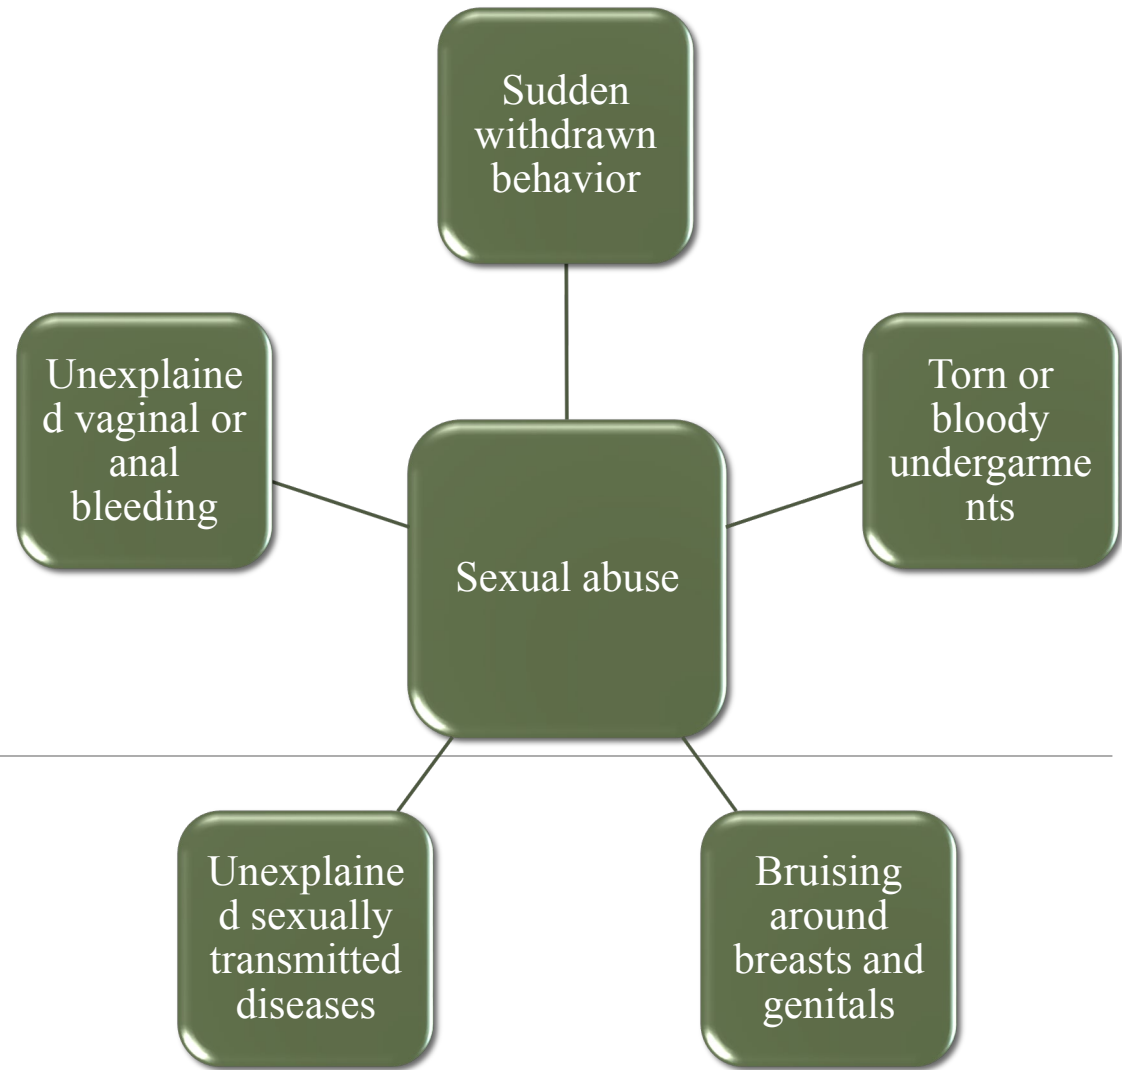 Sudden
withdrawn
behavior
Unexplaine
d vaginal or
anal
bleeding
Torn or
bloody
undergarme
nts
Sexual abuse
Unexplaine
d sexually
transmitted
diseases
Bruising
around
breasts and
genitals